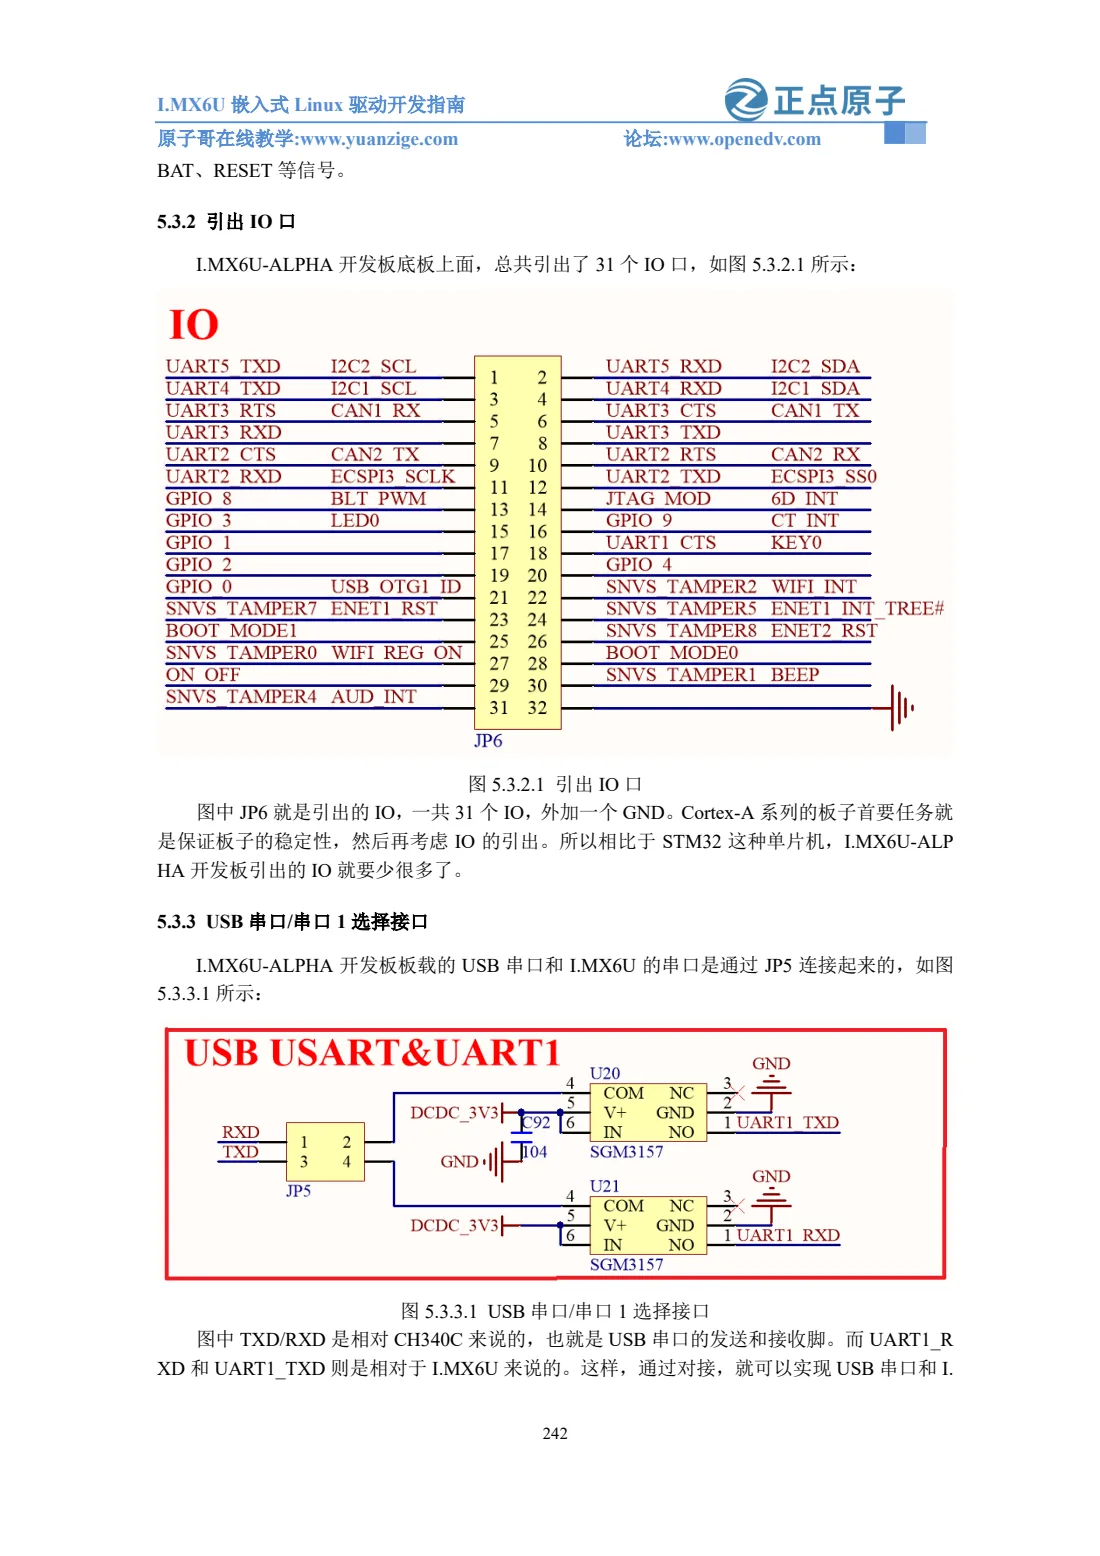 I.MX6U 嵌入式 Linux 驱动开发指南
正点原子
原子哥在线教学:www.yuanzige.com 论坛:www.openedv.com
BAT、RESET 等信号。
5.3.2 引出 IO 口
I.MX6U-ALPHA 开发板底板上面，总共引出了 31 个 IO 口，如图 5.3.2.1 所示：
IO
UART5_TXD I2C2_SCL 1 2 UART5_RXD I2C2_SDA
UART4_TXD I2C1_SCL 3 4 UART4_RXD I2C1_SDA
UART3_RTS CAN1_RX 5 6 UART3_CTS CAN1_TX
UART3_RXD 7 8 UART3_TXD
UART2_CTS CAN2_TX 9 10 UART2_RTS CAN2_RX
UART2_RXD ECSPI3_SCLK 11 12 UART2_TXD ECSPI3_SS0
GPIO_8 BLT_PWM 13 14 JTAG_MOD 6D_INT
GPIO_3 LED0 15 16 GPIO_9 CT_INT
GPIO_1 17 18 UART1_CTS KEY0
GPIO_2 19 20 GPIO_4
GPIO_0 USB_OTG1_ID 21 22 SNVS_TAMPER2 WIFI_INT
SNVS_TAMPER7 ENET1_RST 23 24 SNVS_TAMPER5 ENET1_INT_TREE#
BOOT_MODE1 25 26 SNVS_TAMPER8 ENET2_RST
SNVS_TAMPER0 WIFI_REG_ON 27 28 BOOT_MODE0
ON_OFF 29 30 SNVS_TAMPER1 BEEP
SNVS_TAMPER4 AUD_INT 31 32
JP6
图 5.3.2.1 引出 IO 口
图中 JP6 就是引出的 IO，一共 31 个 IO，外加一个 GND。Cortex-A 系列的板子首要任务就
是保证板子的稳定性，然后再考虑 IO 的引出。所以相比于 STM32 这种单片机，I.MX6U-ALP
HA 开发板引出的 IO 就要少很多了。
5.3.3 USB 串口/串口 1 选择接口
I.MX6U-ALPHA 开发板板载的 USB 串口和 I.MX6U 的串口是通过 JP5 连接起来的，如图
5.3.3.1 所示：
USB USART&UART1
GND
U20
4 COM NC 3
DCDC_3V3 C92 5 V+ GND 2
6 IN NO 1 UART1_TXD
RXD 1 2
TXD 3 4
JP5
GND 104 SGM3157
GND
U21
4 COM NC 3
DCDC_3V3 5 V+ GND 2
6 IN NO 1 UART1_RXD
SGM3157
图 5.3.3.1 USB 串口/串口 1 选择接口
图中 TXD/RXD 是相对 CH340C 来说的，也就是 USB 串口的发送和接收脚。而 UART1_R
XD 和 UART1_TXD 则是相对于 I.MX6U 来说的。这样，通过对接，就可以实现 USB 串口和 I.
242